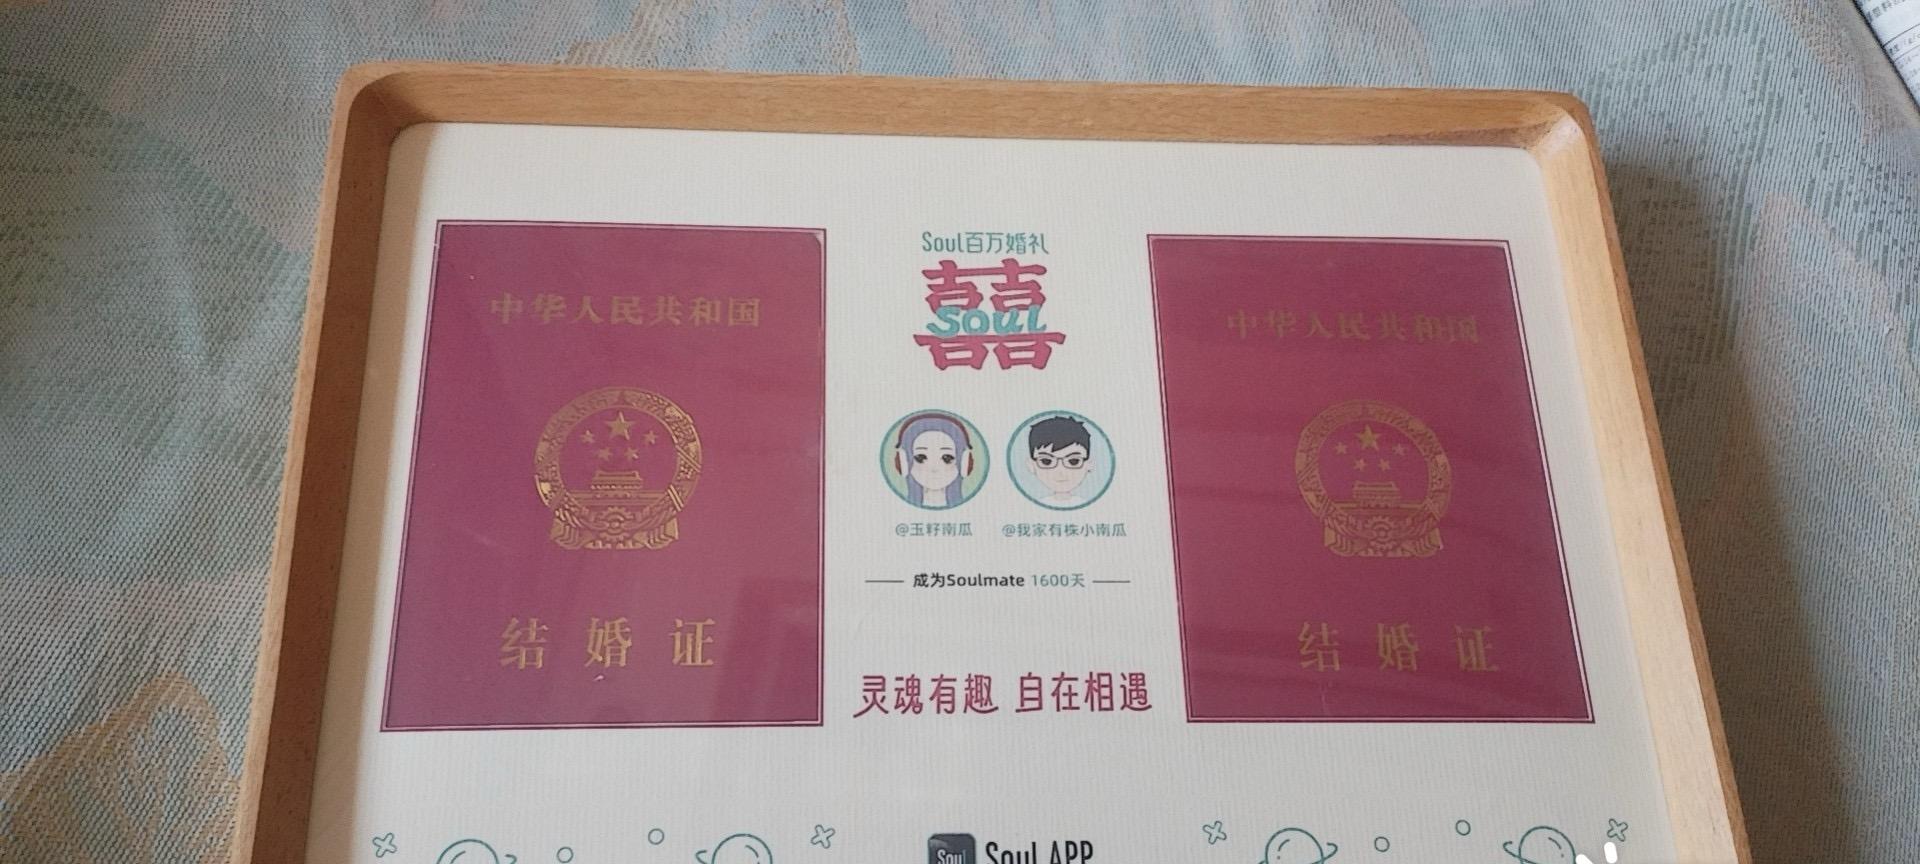 中华人民共和国
结婚证
Soul百万婚礼
囍
Soul
@玉籽南瓜
@我家有株小南瓜
成为Soulmate 1600天
灵魂有趣 自在相遇
中华人民共和国
结婚证
Soul
Soul APP